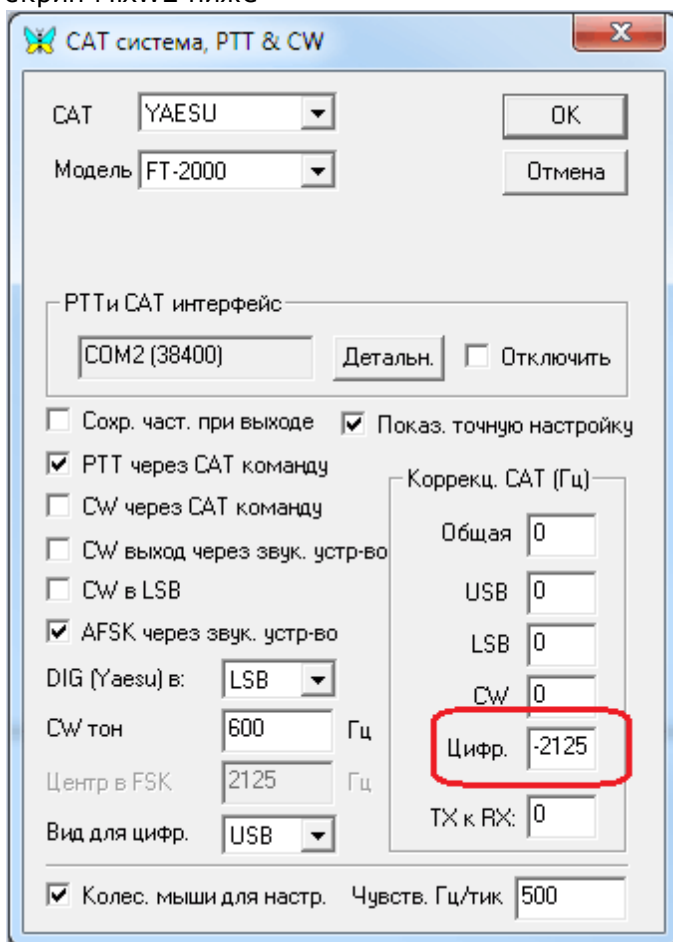 CAT система, PTT & CW
CAT YAESU OK
Модель FT-2000 Отмена
PTTи CAT интерфейс
COM2 (38400) Детальн. Отключить
Сохр. част. при выходе Показ. точную настройку
PTT через CAT команду
Коррекц. CAT (Гц)
CW через CAT команду
Общая 0
CW выход через звук. устр-во
CW в LSB USB 0
AFSK через звук. устр-во
LSB 0
DIG (Yaesu) в: LSB
CW 0
CW тон 600 Гц
Цифр. -2125
Центр в FSK 2125 Гц
TX к RX: 0
Вид для цифр. USB
Колес. мыши для настр. Чувств. Гц/тик 500